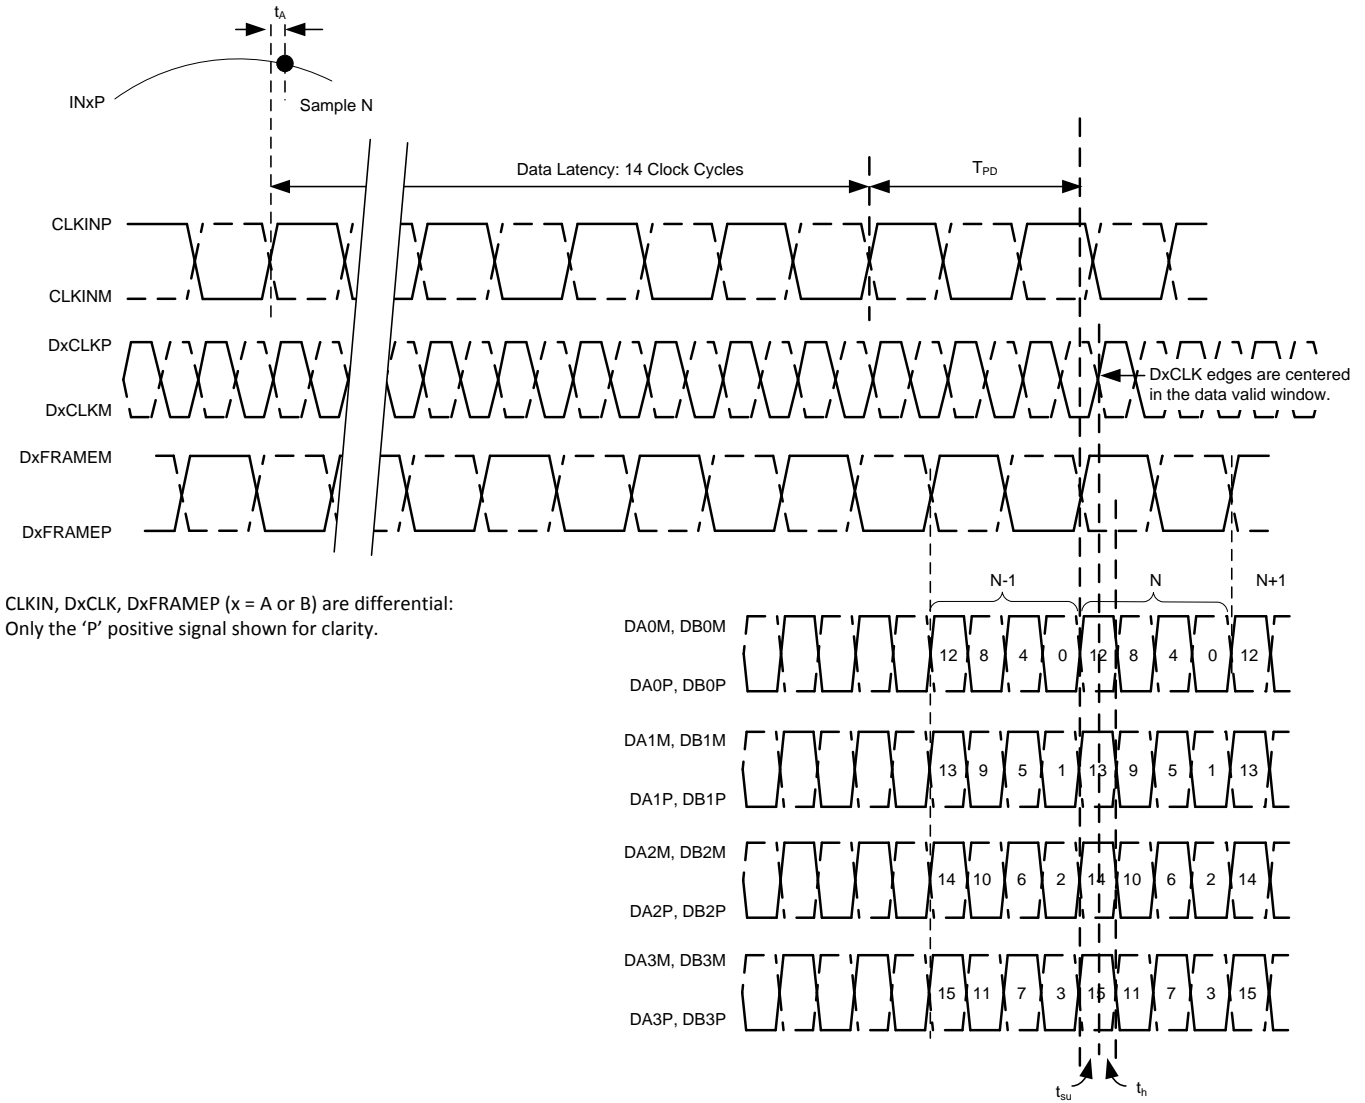 tA
INxP
Sample N
Data Latency: 14 Clock Cycles
TPD
CLKINP
CLKINM
DxCLKP
DxCLKM
DxCLK edges are centered
in the data valid window.
DxFRAMEM
DxFRAMEP
CLKIN, DxCLK, DxFRAMEP (x = A or B) are differential:
Only the ‘P’ positive signal shown for clarity.
N-1 N N+1
DA0M, DB0M
12 8 4 0 12 8 4 0 12
DA0P, DB0P
DA1M, DB1M
13 9 5 1 13 9 5 1 13
DA1P, DB1P
DA2M, DB2M
14 10 6 2 14 10 6 2 14
DA2P, DB2P
DA3M, DB3M
15 11 7 3 15 11 7 3 15
DA3P, DB3P
tsu th